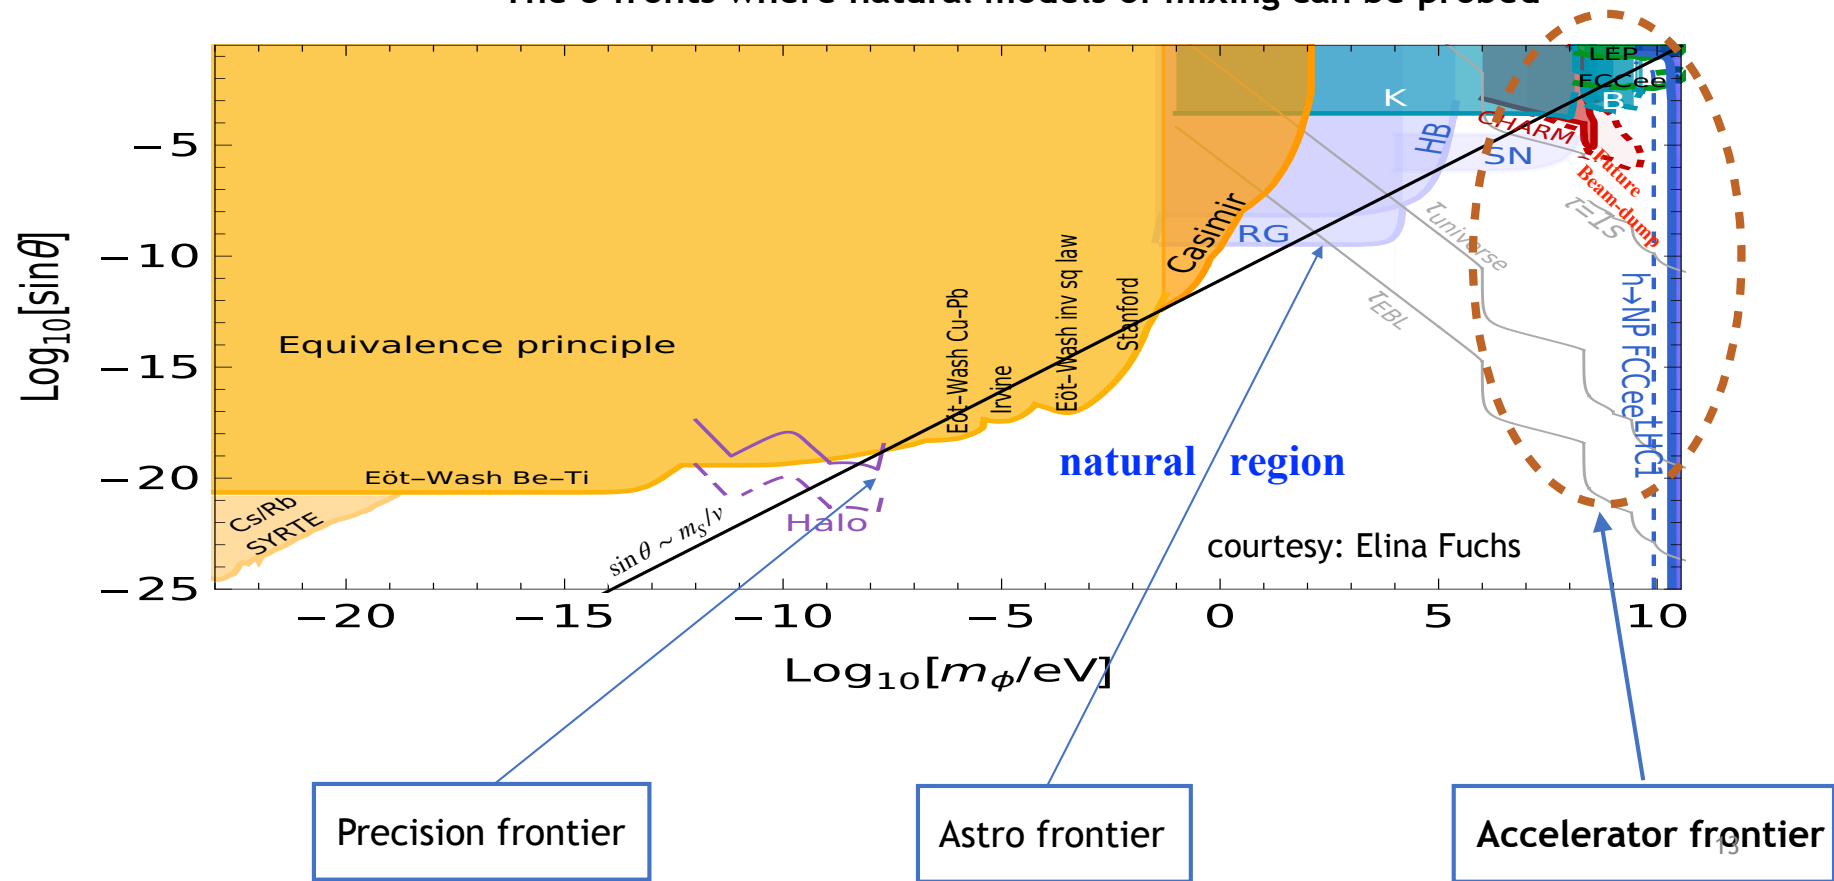 The 3 fronts where natural models of mixing can be probed
LEP
FCCee
K
B
−5
CHARM
HB
SN
Future
Beam-dump
τ=1s
Casimir
τuniverse
RG
−10
Log10[sinθ]
Eöt−Wash Cu−Pb
Irvine
Eöt−Wash inv sq law
Stanford
τEBL
h→NP FCCee LHCi
Equivalence principle
−15
natural region
Eöt−Wash Be−Ti
−20
Cs/Rb
SYRTE
Halo
sin θ ~ mS/v
courtesy: Elina Fuchs
−25
−20 −15 −10 −5 0 5 10
Log10[mϕ/eV]
Precision frontier
Astro frontier
Accelerator frontier
13